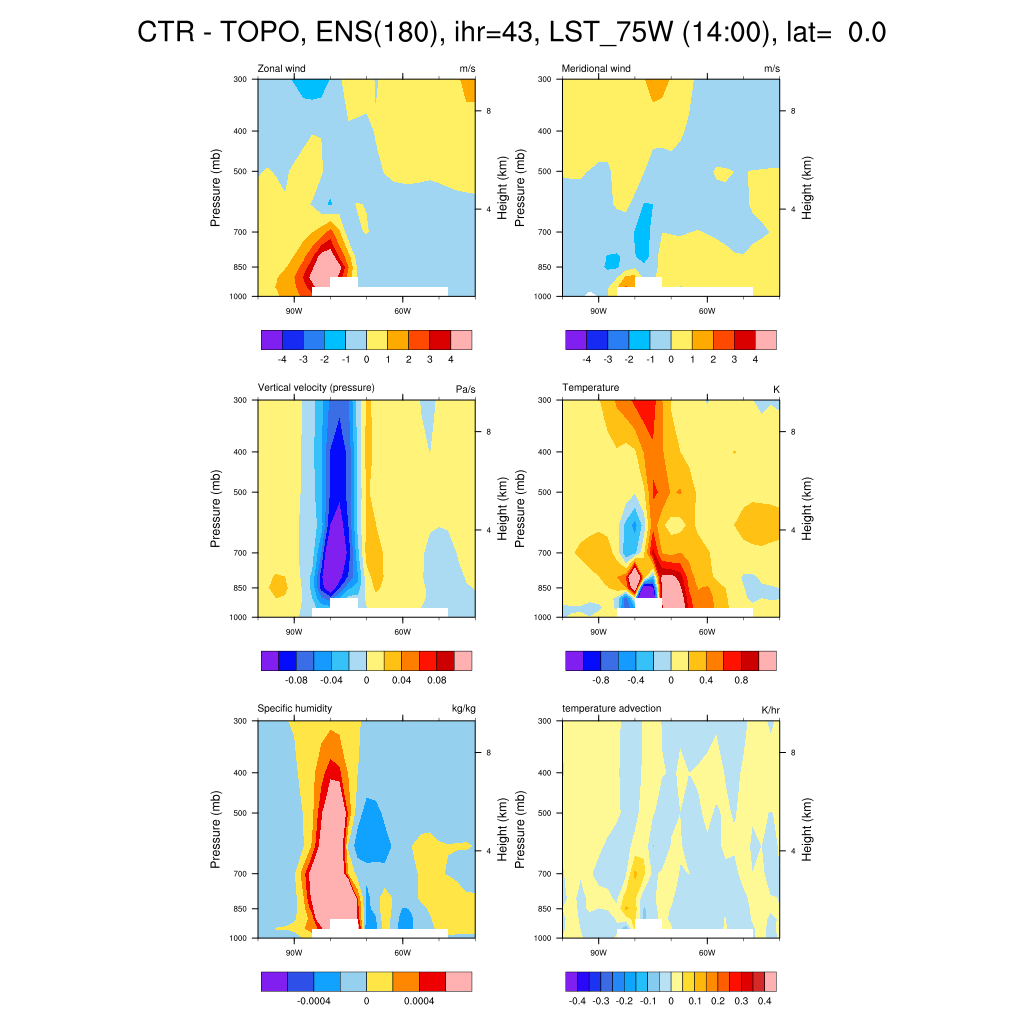 CTR - TOPO, ENS(180), ihr=43, LST_75W (14:00), lat=  0.0
Zonal wind m/s
Pressure (mb)
300
400
500
700
850
1000
8
4
Height (km)
90W 60W
-4 -3 -2 -1 0 1 2 3 4
Meridional wind m/s
Pressure (mb)
300
400
500
700
850
1000
8
4
Height (km)
90W 60W
-4 -3 -2 -1 0 1 2 3 4
Vertical velocity (pressure) Pa/s
Pressure (mb)
300
400
500
700
850
1000
8
4
Height (km)
90W 60W
-0.08 -0.04 0 0.04 0.08
Temperature K
Pressure (mb)
300
400
500
700
850
1000
8
4
Height (km)
90W 60W
-0.8 -0.4 0 0.4 0.8
Specific humidity kg/kg
Pressure (mb)
300
400
500
700
850
1000
8
4
Height (km)
90W 60W
-0.0004 0 0.0004
temperature advection K/hr
Pressure (mb)
300
400
500
700
850
1000
8
4
Height (km)
90W 60W
-0.4 -0.3 -0.2 -0.1 0 0.1 0.2 0.3 0.4